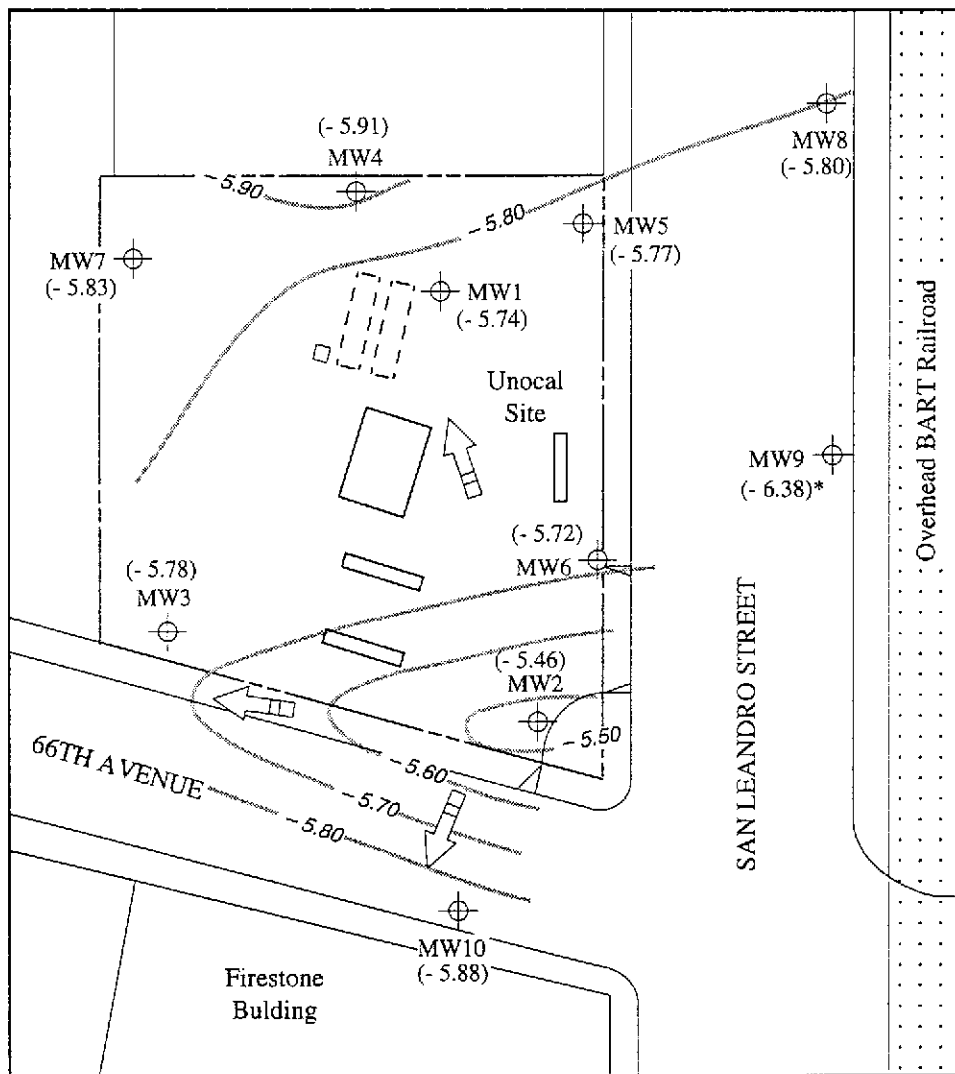 (- 5.91)
MW4
- 5.90
MW8
(- 5.80)
- 5.80
MW5
(- 5.77)
MW7
(- 5.83)
MW1
(- 5.74)
Unocal
Site
Overhead BART Railroad
MW9
(- 6.38)*
(- 5.72)
MW6
(- 5.78)
MW3
SAN LEANDRO STREET
(- 5.46)
MW2
- 5.50
66TH AVENUE
- 5.60
- 5.70
- 5.80
MW10
(- 5.88)
Firestone
Bulding